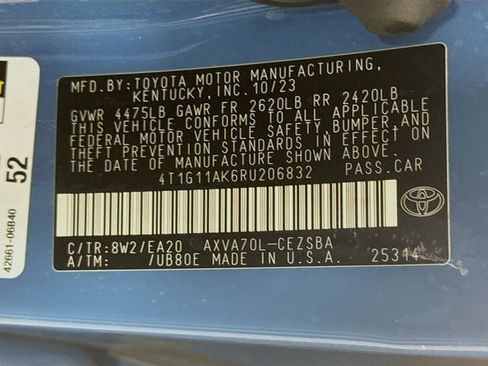 MFD.BY: TOYOTA MOTOR MANUFACTURING,
KENTUCKY, INC. 10/23
GVWR 4475LB GAWR FR 2620LB RR 2420LB
THIS VEHICLE CONFORMS TO ALL APPLICABLE
FEDERAL MOTOR VEHICLE SAFETY, BUMPER AND
THEFT PREVENTION STANDARDS IN EFFECT ON
THE DATE OF MANUFACTURE SHOWN ABOVE.
4T1G11AK6RU206832 PASS.CAR
C/TR:8W2/EA20 AXVA70L-CEZSBA
A/TM: /UB80E MADE IN U.S.A. 25314
TOYOTA
52
42661-06B40